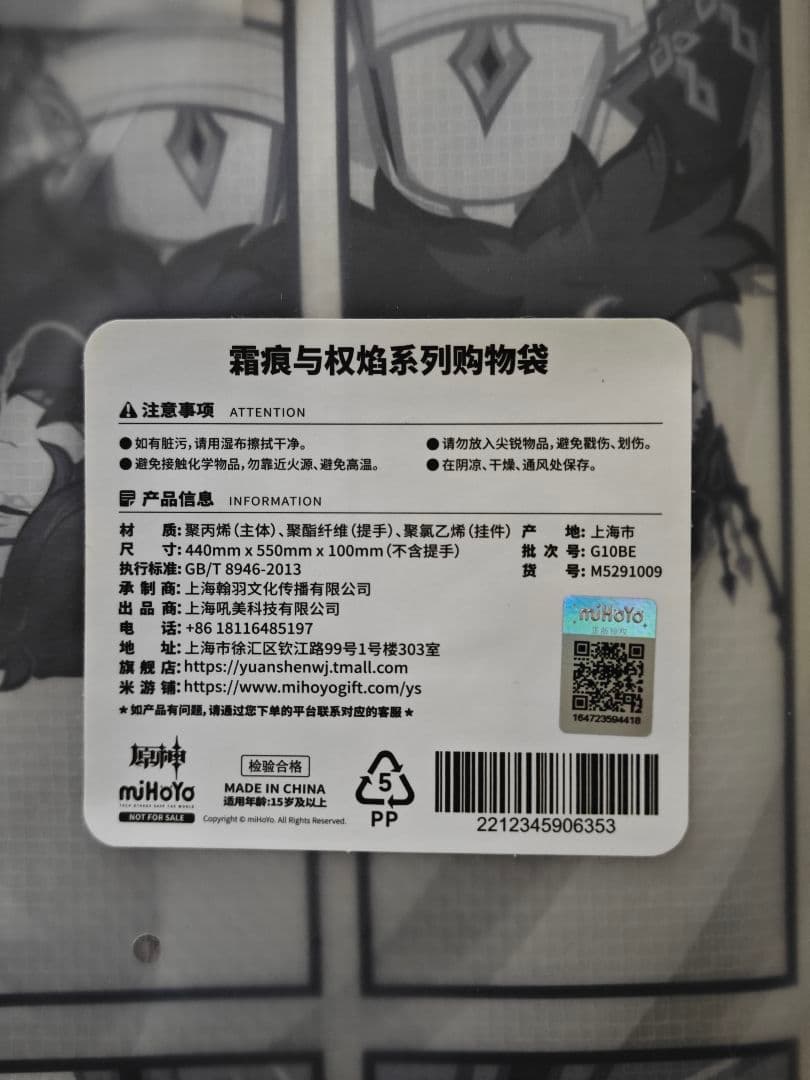 霜痕与权焰系列购物袋
注意事项 ATTENTION
●如有脏污,请用湿布擦拭干净。
●请勿放入尖锐物品,避免戳伤、划伤。
●避免接触化学物品,勿靠近火源、避免高温。
●在阴凉、干燥、通风处保存。
产品信息 INFORMATION
材 质:聚丙烯(主体)、聚酯纤维(提手)、聚氯乙烯(挂件)
产 地:上海市
尺 寸:440mm x 550mm x 100mm(不含提手)
批 次 号:G10BE
执行标准:GB/T 8946-2013
货 号:M5291009
承 制 商:上海翰羽文化传播有限公司
出 品 商:上海吼美科技有限公司
电 话:+86 18116485197
地 址:上海市徐汇区钦江路99号1号楼303室
旗 舰 店:https://yuanshenwj.tmall.com
米 游 铺:https://www.mihoyogift.com/ys
★如产品有问题,请通过您下单的平台联系对应的客服★
miHoYo
正版授权
164723594418
原神
miHoYo
TECH OTAKUS SAVE THE WORLD
NOT FOR SALE
检验合格
MADE IN CHINA
适用年龄:15岁及以上
Copyright © miHoYo. All Rights Reserved.
5
PP
2212345906353